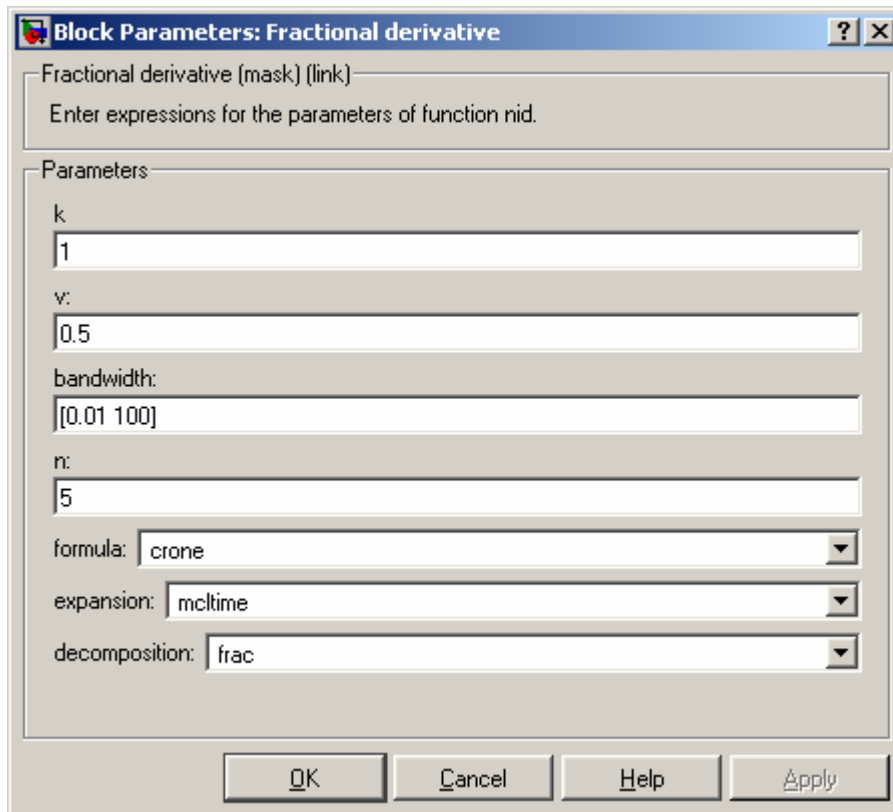 Block Parameters: Fractional derivative
Fractional derivative (mask) (link)
Enter expressions for the parameters of function nid.
Parameters
k
1
v:
0.5
bandwidth:
[0.01 100]
n:
5
formula: crone
expansion: mcltime
decomposition: frac
OK Cancel Help Apply